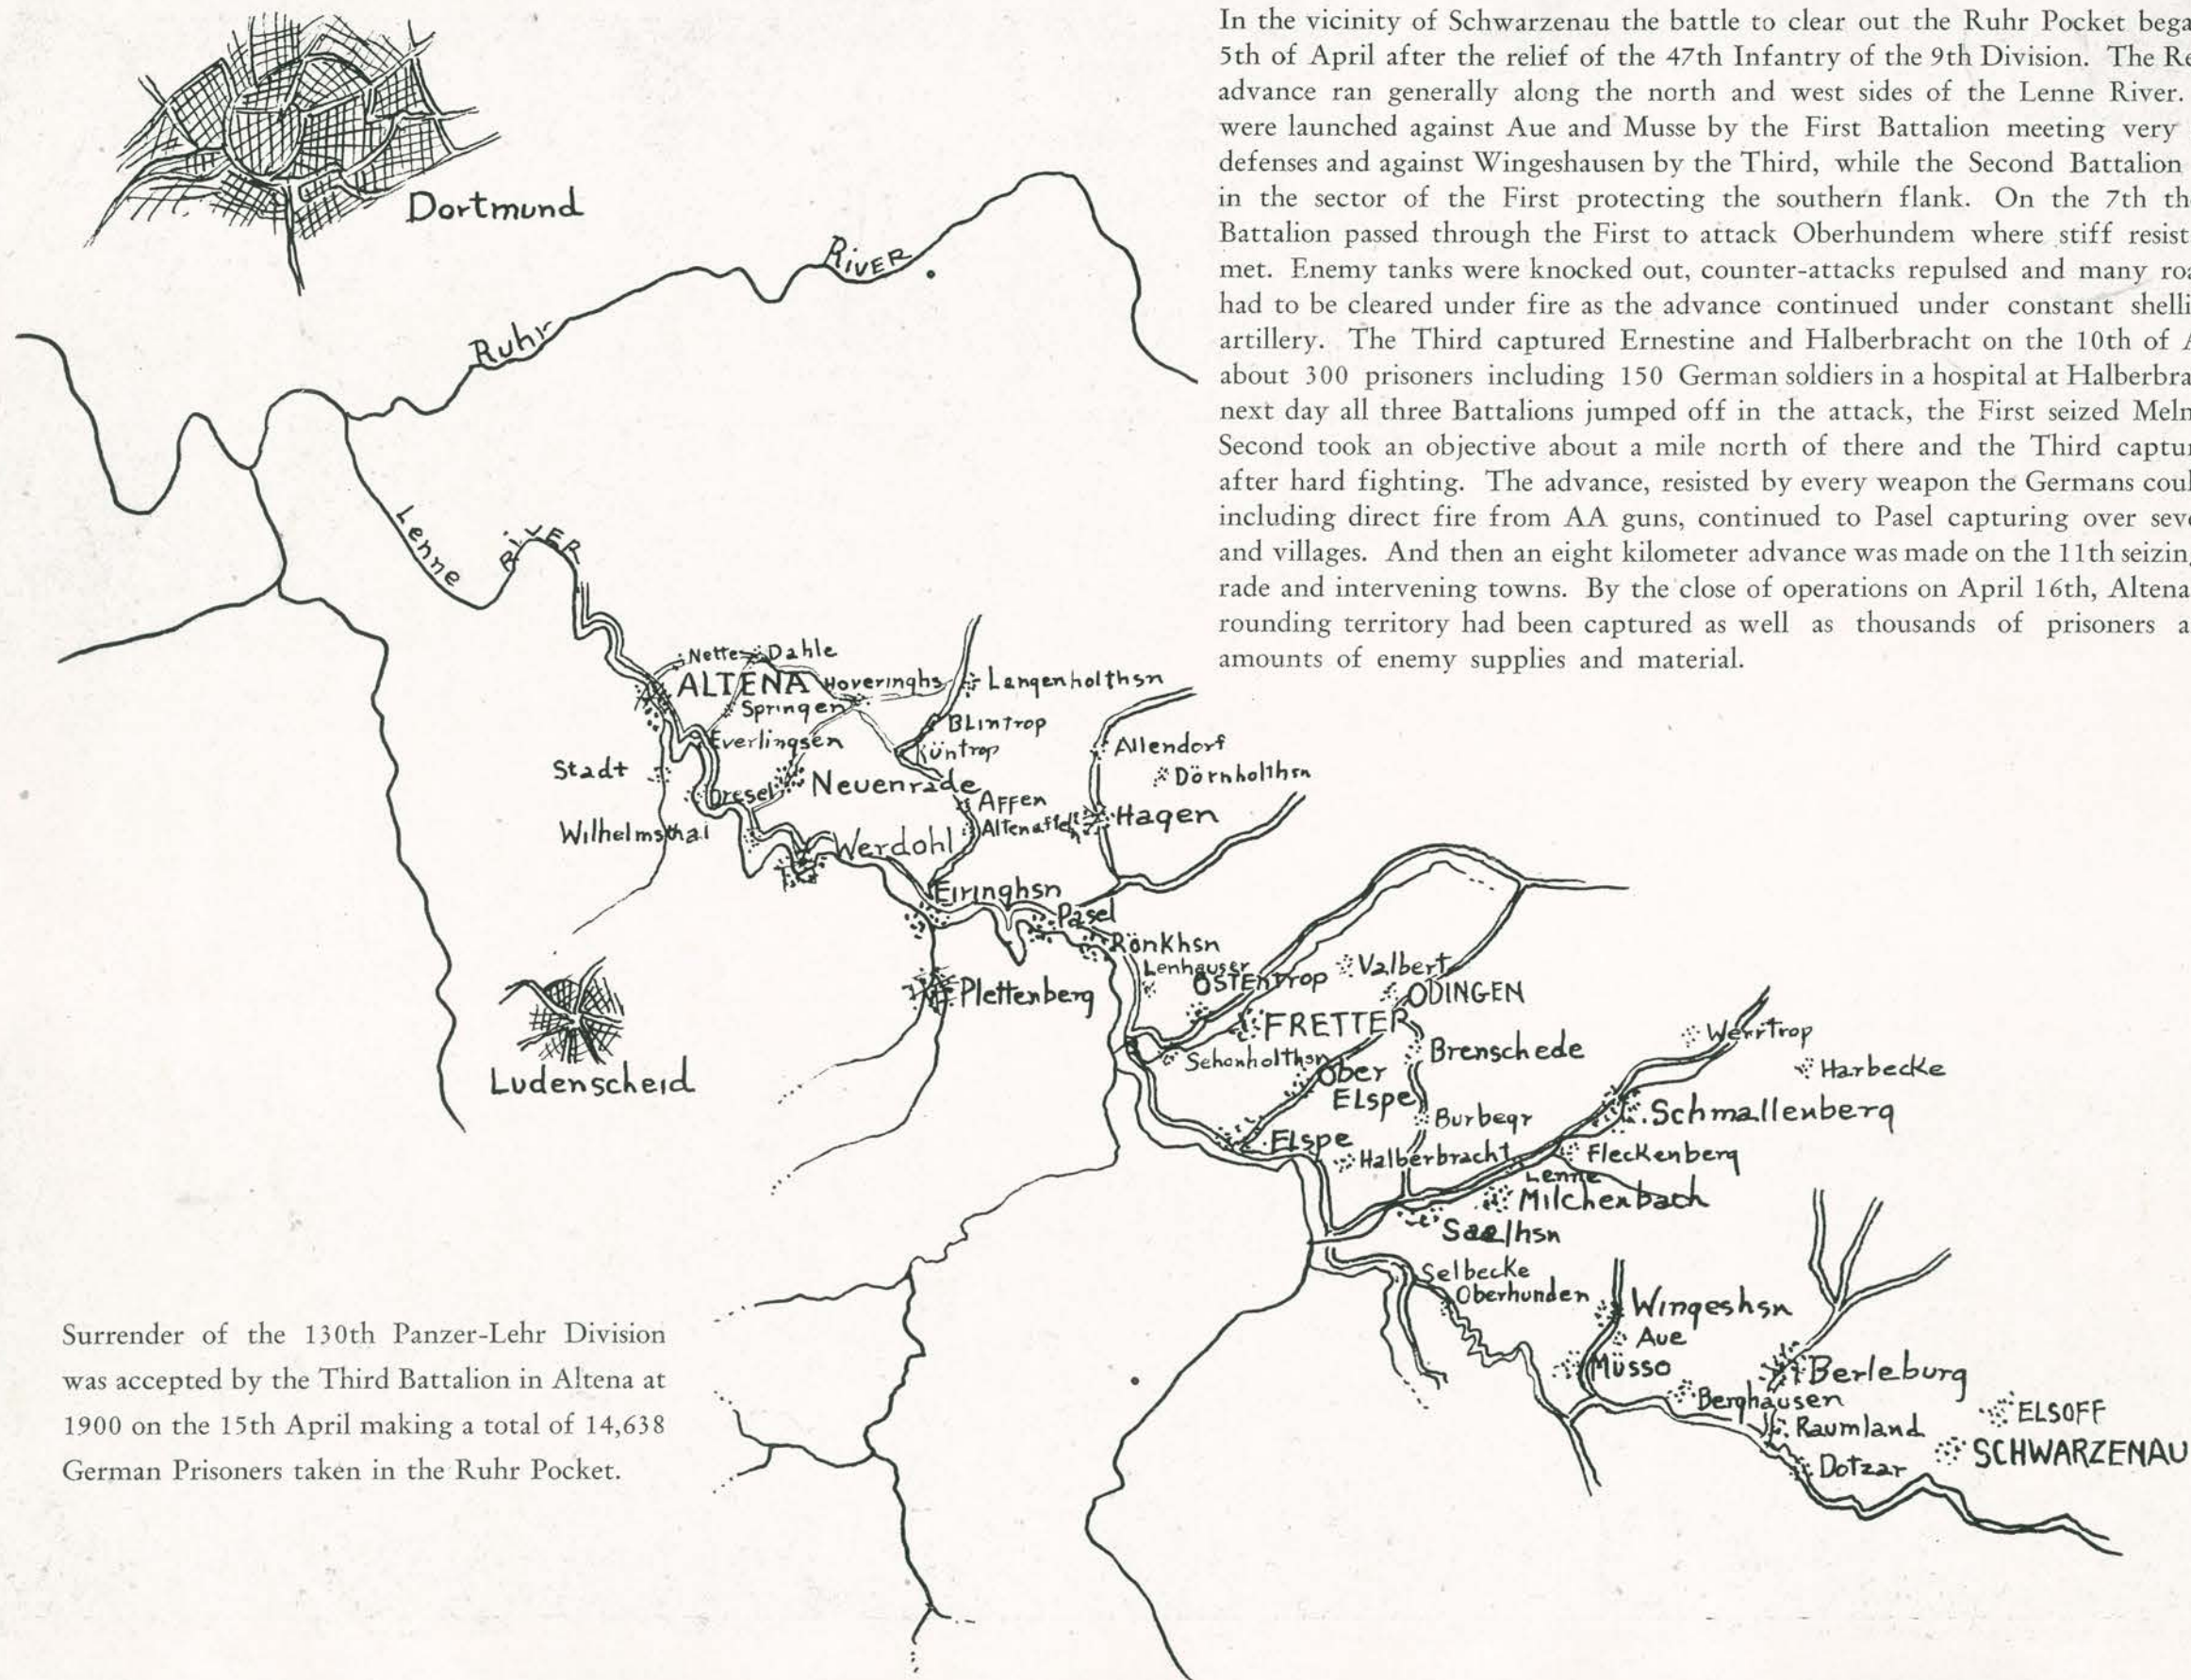 In the vicinity of Schwarzenau the battle to clear out the Ruhr Pocket bega
5th of April after the relief of the 47th Infantry of the 9th Division. The Re
advance ran generally along the north and west sides of the Lenne River.
were launched against Aue and Musse by the First Battalion meeting very
defenses and against Wingeshausen by the Third, while the Second Battalion
in the sector of the First protecting the southern flank. On the 7th th
Battalion passed through the First to attack Oberhundem where stiff resist
met. Enemy tanks were knocked out, counter-attacks repulsed and many roa
had to be cleared under fire as the advance continued under constant shelli
artillery. The Third captured Ernestine and Halberbracht on the 10th of A
about 300 prisoners including 150 German soldiers in a hospital at Halberbra
next day all three Battalions jumped off in the attack, the First seized Meln
Second took an objective about a mile north of there and the Third captur
after hard fighting. The advance, resisted by every weapon the Germans coul
including direct fire from AA guns, continued to Pasel capturing over seve
and villages. And then an eight kilometer advance was made on the 11th seizin
rade and intervening towns. By the close of operations on April 16th, Altena
rounding territory had been captured as well as thousands of prisoners a
amounts of enemy supplies and material.
Dortmund
Ruhr River
Lenne River
Nette
Dahle
ALTENA
Hoveringhs
Langenholthsn
Springen
Blintrop
Everlingsen
Küntrop
Allendorf
Stadt
Dörnholthsn
Dresel
Neuenrade
Affen
Hagen
Wilhelmsthal
Werdohl
Eiringhsn
Pasel
Rönkhsn
Lenhauser
OSTENtrop
Valbert
ODINGEN
Plettenberg
FRETTER
Schonholthsn
Brenschede
Werrtrop
Harbecke
Ober
Elspe
Ludenscheid
Burbegr
Schmallenberg
Elspe
Halberbracht
Fleckenberg
Lenne
Milchenbach
Saalhsn
Selbecke
Oberhunden
Wingeshsn
Aue
Müsso
Berleburg
Berghausen
ELSOFF
Raumland
SCHWARZENAU
Dotzar
Surrender of the 130th Panzer-Lehr Division
was accepted by the Third Battalion in Altena at
1900 on the 15th April making a total of 14,638
German Prisoners taken in the Ruhr Pocket.